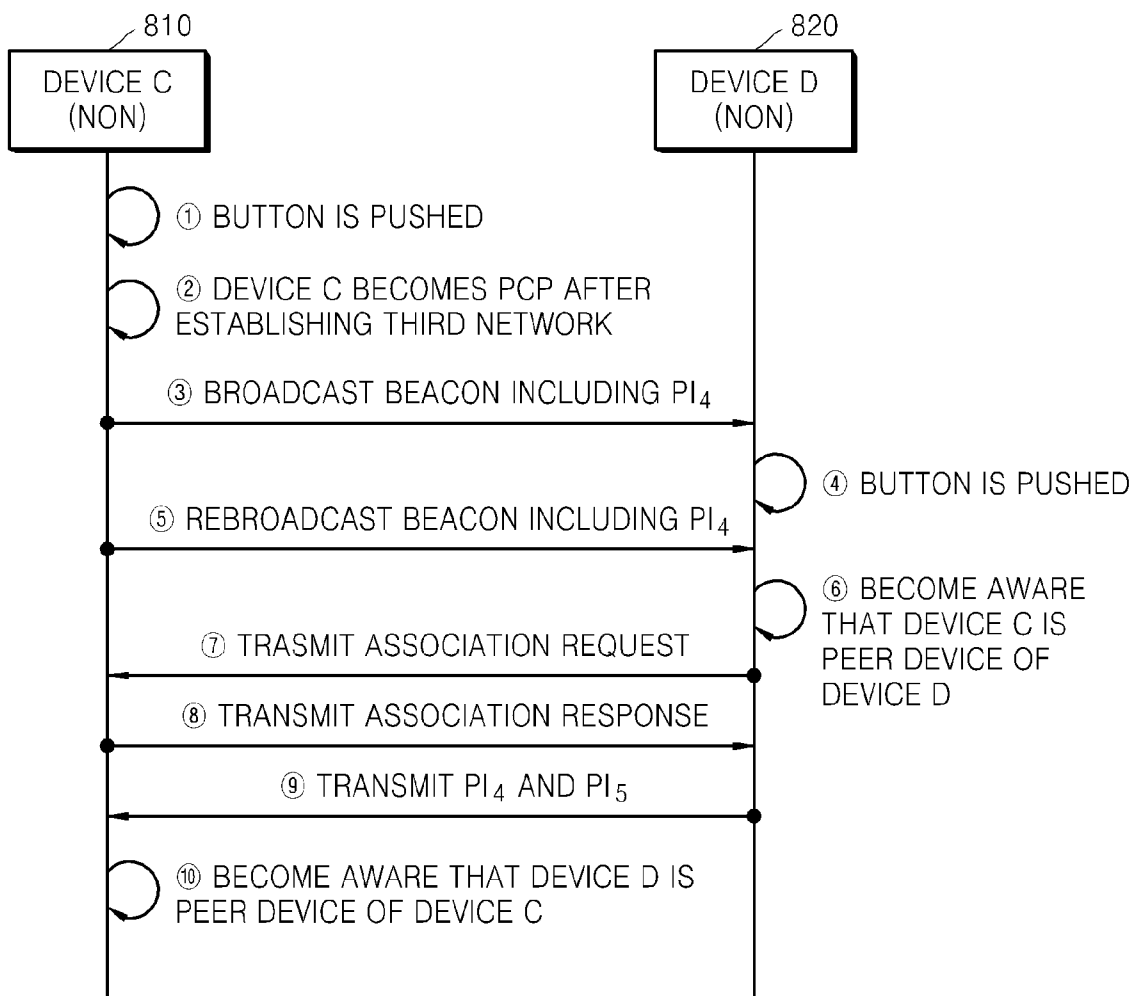 810
820
DEVICE C
(NON)
DEVICE D
(NON)
① BUTTON IS PUSHED
② DEVICE C BECOMES PCP AFTER
ESTABLISHING THIRD NETWORK
③ BROADCAST BEACON INCLUDING PI4
④ BUTTON IS PUSHED
⑤ REBROADCAST BEACON INCLUDING PI4
⑥ BECOME AWARE
THAT DEVICE C IS
PEER DEVICE OF
DEVICE D
⑦ TRASMIT ASSOCIATION REQUEST
⑧ TRANSMIT ASSOCIATION RESPONSE
⑨ TRANSMIT PI4 AND PI5
⑩ BECOME AWARE THAT DEVICE D IS
PEER DEVICE OF DEVICE C